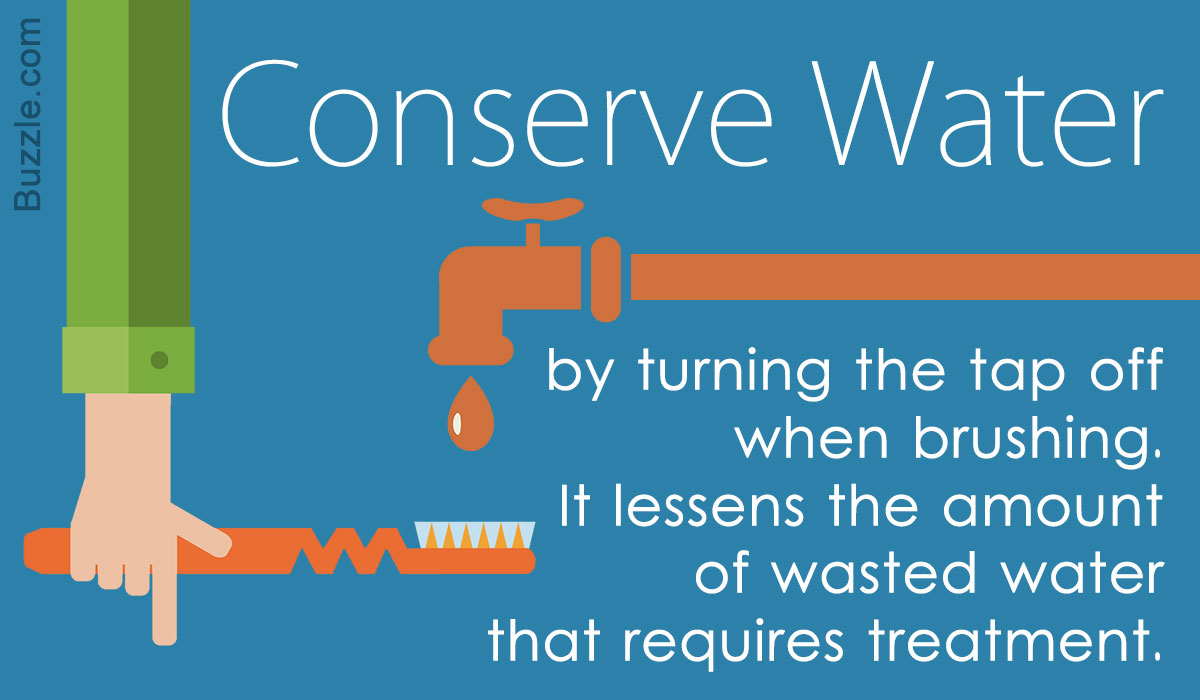 Buzzle.com
Conserve Water
by turning the tap off
when brushing.
It lessens the amount
of wasted water
that requires treatment.